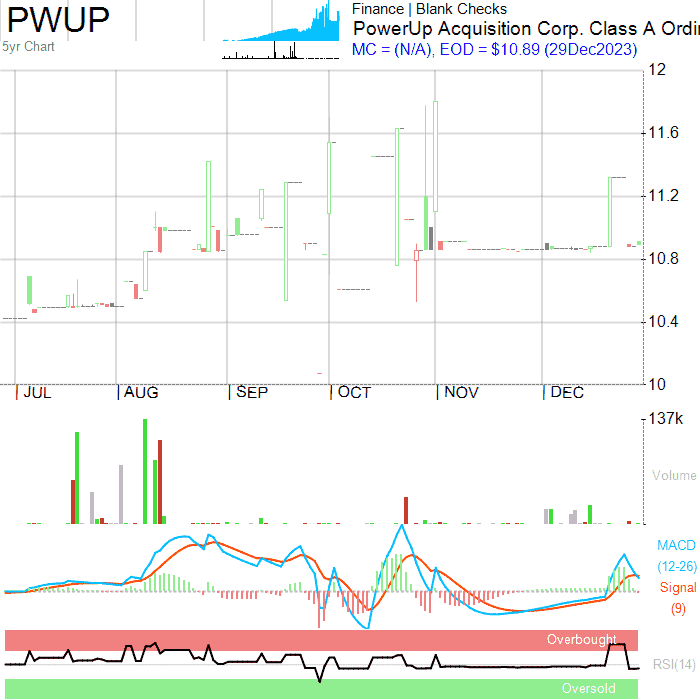 PWUP
5yr Chart
Finance | Blank Checks
PowerUp Acquisition Corp. Class A Ordi
MC = (N/A), EOD = $10.89 (29Dec2023)
12
11.6
11.2
10.8
10.4
10
JUL AUG SEP OCT NOV DEC
137k
Volume
MACD
(12-26)
Signal
(9)
Overbought
RSI(14)
Oversold